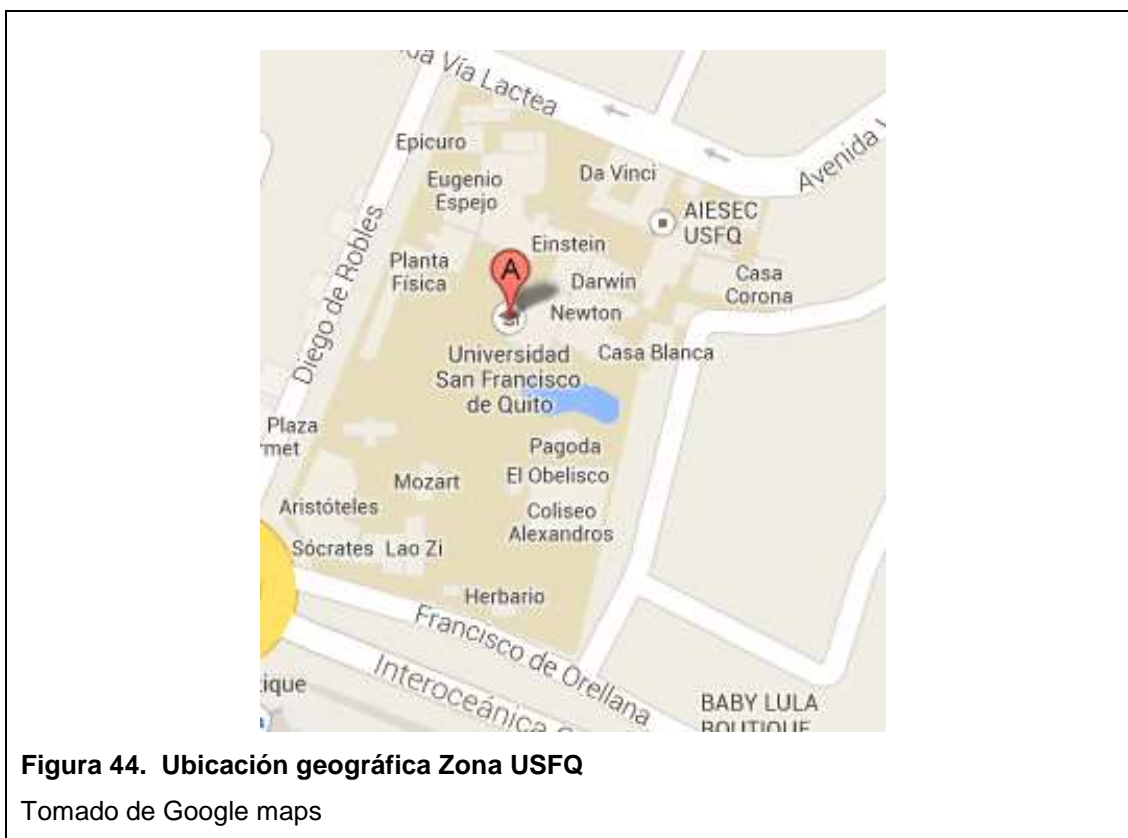 Vía Lactea
Avenida
Epicuro
Da Vinci
Eugenio
Espejo
AIESEC
USFQ
Diego de Robles
Einstein
Planta
Física
A
Darwin
Casa
Corona
Newton
Universidad
San Francisco
de Quito
Casa Blanca
Plaza
rmet
Pagoda
Mozart
El Obelisco
Aristóteles
Coliseo
Alexandros
Sócrates Lao Zi
Herbario
Francisco de Orellana
Interoceánica
tique
BABY LULA
BOUTIQUE
Figura 44. Ubicación geográfica Zona USFQ
Tomado de Google maps